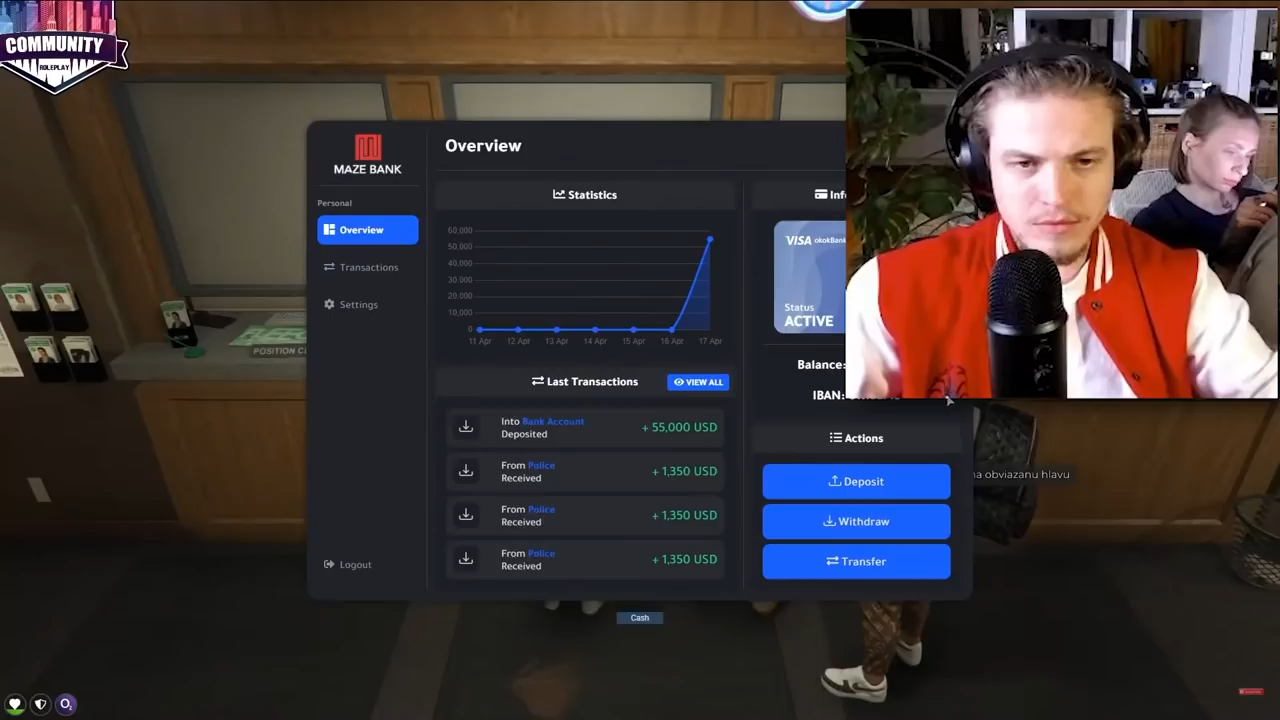 COMMUNITY
ROLEPLAY
MAZE BANK
Personal
Overview
Transactions
Settings
Logout
Overview
Statistics
60,000
50,000
40,000
30,000
20,000
10,000
0
11 Apr 12 Apr 13 Apr 14 Apr 15 Apr 16 Apr 17 Apr
Last Transactions
VIEW ALL
Into Bank Account
Deposited
+ 55,000 USD
From Police
Received
+ 1,350 USD
From Police
Received
+ 1,350 USD
From Police
Received
+ 1,350 USD
VISA okokBank
Status
ACTIVE
Balance:
IBAN:
Actions
Deposit
Withdraw
Transfer
obviazanu hlavu
Cash
POSITION
O₂